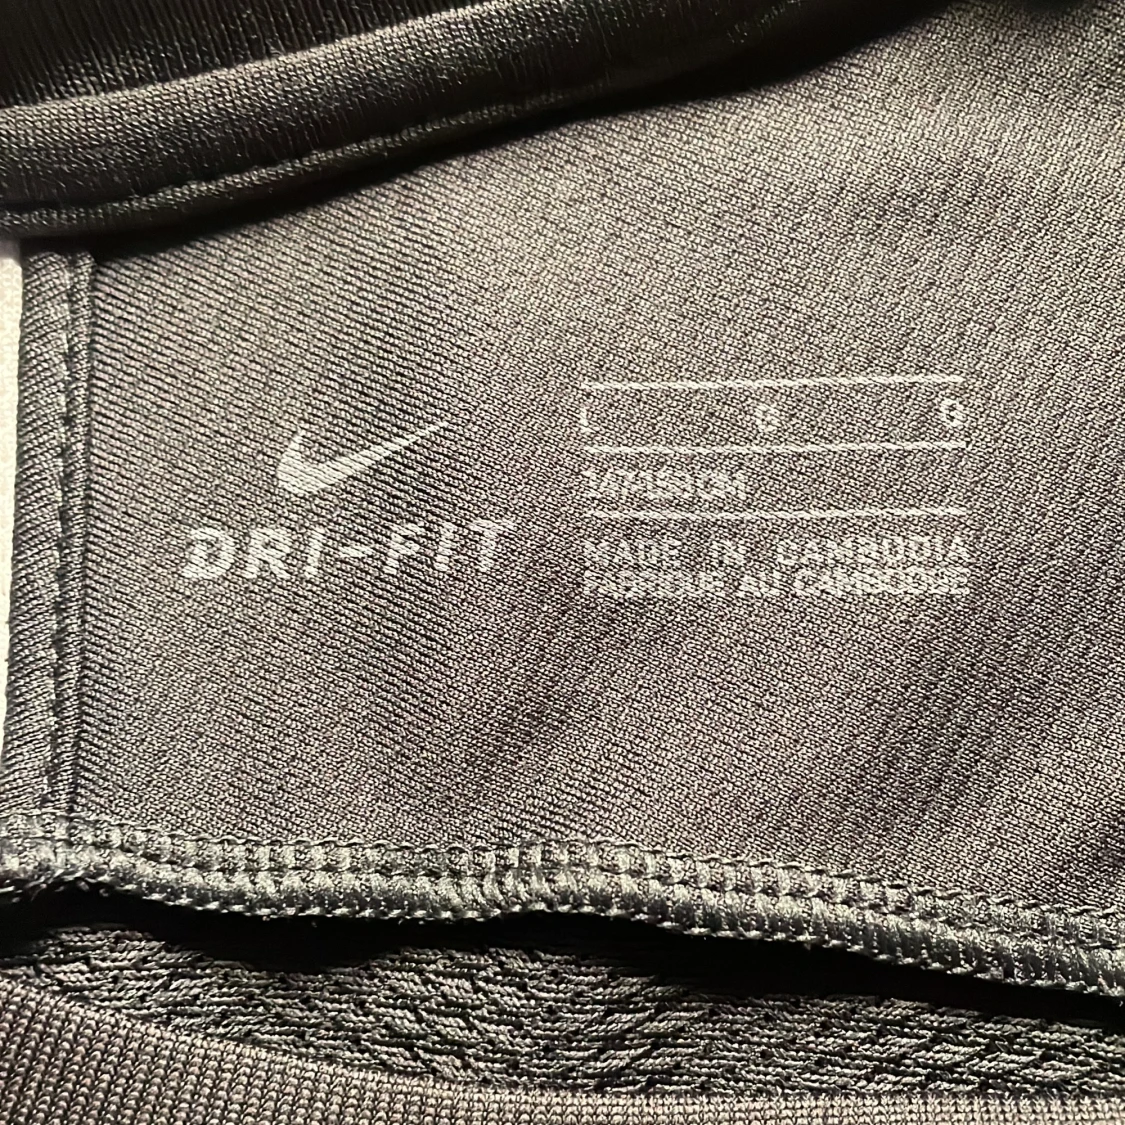 DRI-FIT
L G G
MADE IN CAMBODIA
FABRIQUÉ AU CAMBODGE